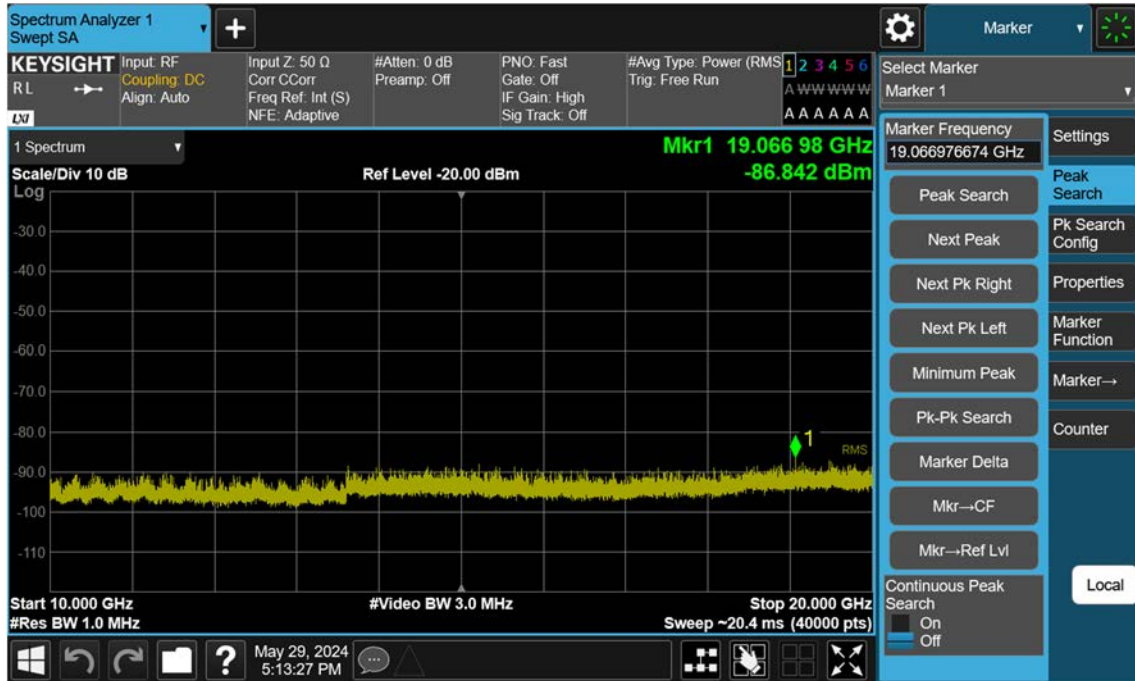 Spectrum Analyzer 1
Swept SA
Marker
KEYSIGHT
R L
LXI
Input: RF
Coupling: DC
Align: Auto
Input Z: 50 Ω
Corr CCorr
Freq Ref: Int (S)
NFE: Adaptive
#Atten: 0 dB
Preamp: Off
PNO: Fast
Gate: Off
IF Gain: High
Sig Track: Off
#Avg Type: Power (RMS
Trig: Free Run
1 2 3 4 5 6
A W W W W W
A A A A A A
Select Marker
Marker 1
1 Spectrum
Mkr1 19.066 98 GHz
Scale/Div 10 dB
Ref Level -20.00 dBm
-86.842 dBm
Log
-30.0
-40.0
-50.0
-60.0
-70.0
-80.0
-90.0
-100
-110
1
RMS
Start 10.000 GHz
#Video BW 3.0 MHz
Stop 20.000 GHz
#Res BW 1.0 MHz
Sweep ~20.4 ms (40000 pts)
Marker Frequency
19.066976674 GHz
Peak Search
Next Peak
Next Pk Right
Next Pk Left
Minimum Peak
Pk-Pk Search
Marker Delta
Mkr→CF
Mkr→Ref Lvl
Continuous Peak
Search
On
Off
Settings
Peak
Search
Pk Search
Config
Properties
Marker
Function
Marker→
Counter
Local
May 29, 2024
5:13:27 PM